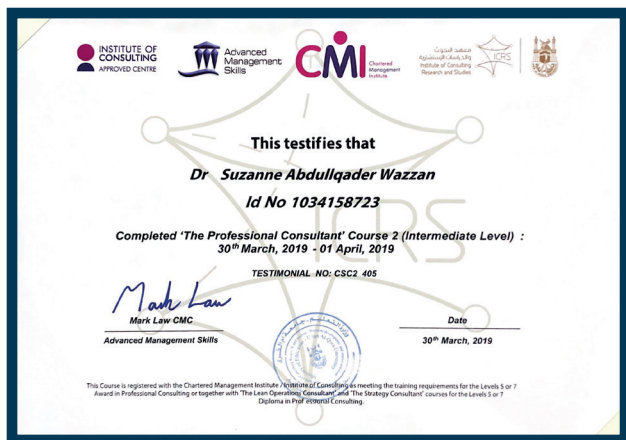 INSTITUTE OF
CONSULTING
APPROVED CENTRE
Advanced
Management
Skills
CMI
Chartered
Management
Institute
معهد البحوث
والدراسات الاستشارية
Institute of Consulting
Research and Studies
ICRS
This testifies that
Dr Suzanne Abdullqader Wazzan
Id No 1034158723
ICRS
Completed 'The Professional Consultant' Course 2 (Intermediate Level) :
30th March, 2019 - 01 April, 2019
TESTIMONIAL NO: CSC2 405
Mark Law
Mark Law CMC
Date
Advanced Management Skills
30th March, 2019
This Course is registered with the Chartered Management Institute / Institute of Consulting as meeting the training requirements for the Levels 5 or 7
Award in Professional Consulting or together with 'The Lean Operations Consultant' and 'The Strategy Consultant' courses for the Levels 5 or 7
Diploma in Professional Consulting.